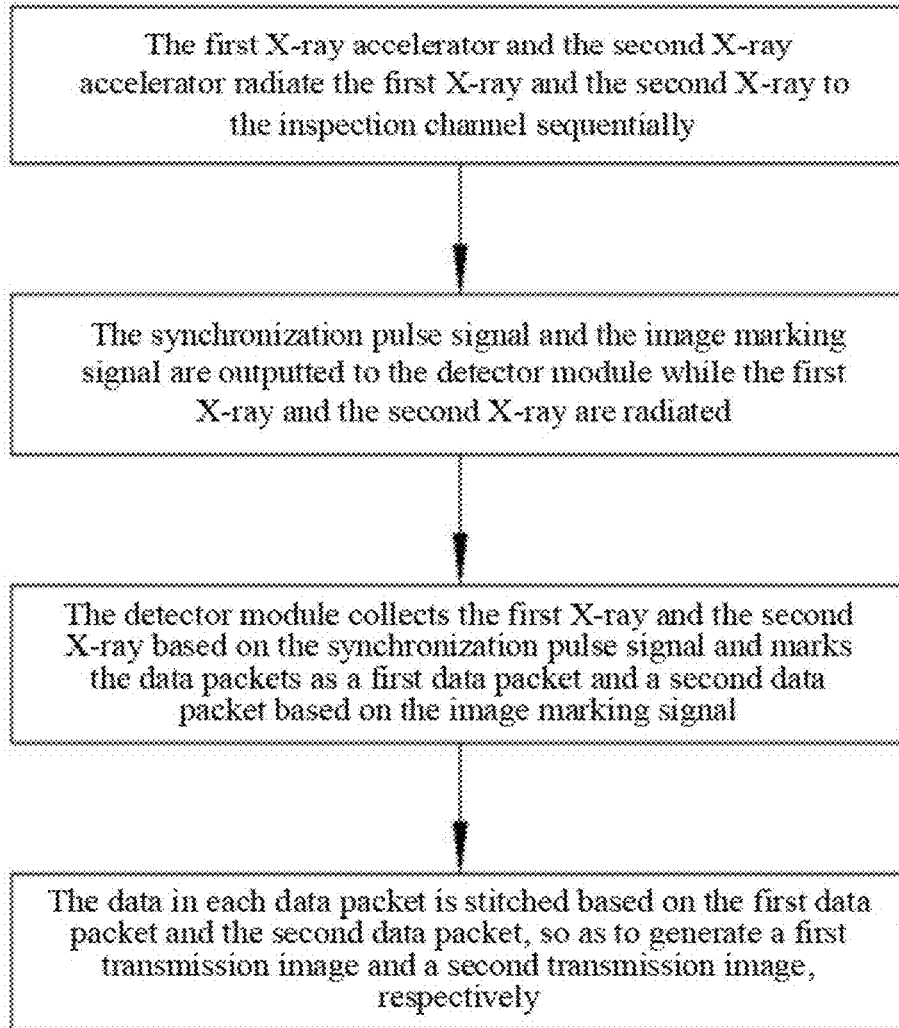 The first X-ray accelerator and the second X-ray
accelerator radiate the first X-ray and the second X-ray to
the inspection channel sequentially
The synchronization pulse signal and the image marking
signal are outputted to the detector module while the first
X-ray and the second X-ray are radiated
The detector module collects the first X-ray and the second
X-ray based on the synchronization pulse signal and marks
the data packets as a first data packet and a second data
packet based on the image marking signal
The data in each data packet is stitched based on the first data
packet and the second data packet, so as to generate a first
transmission image and a second transmission image,
respectively